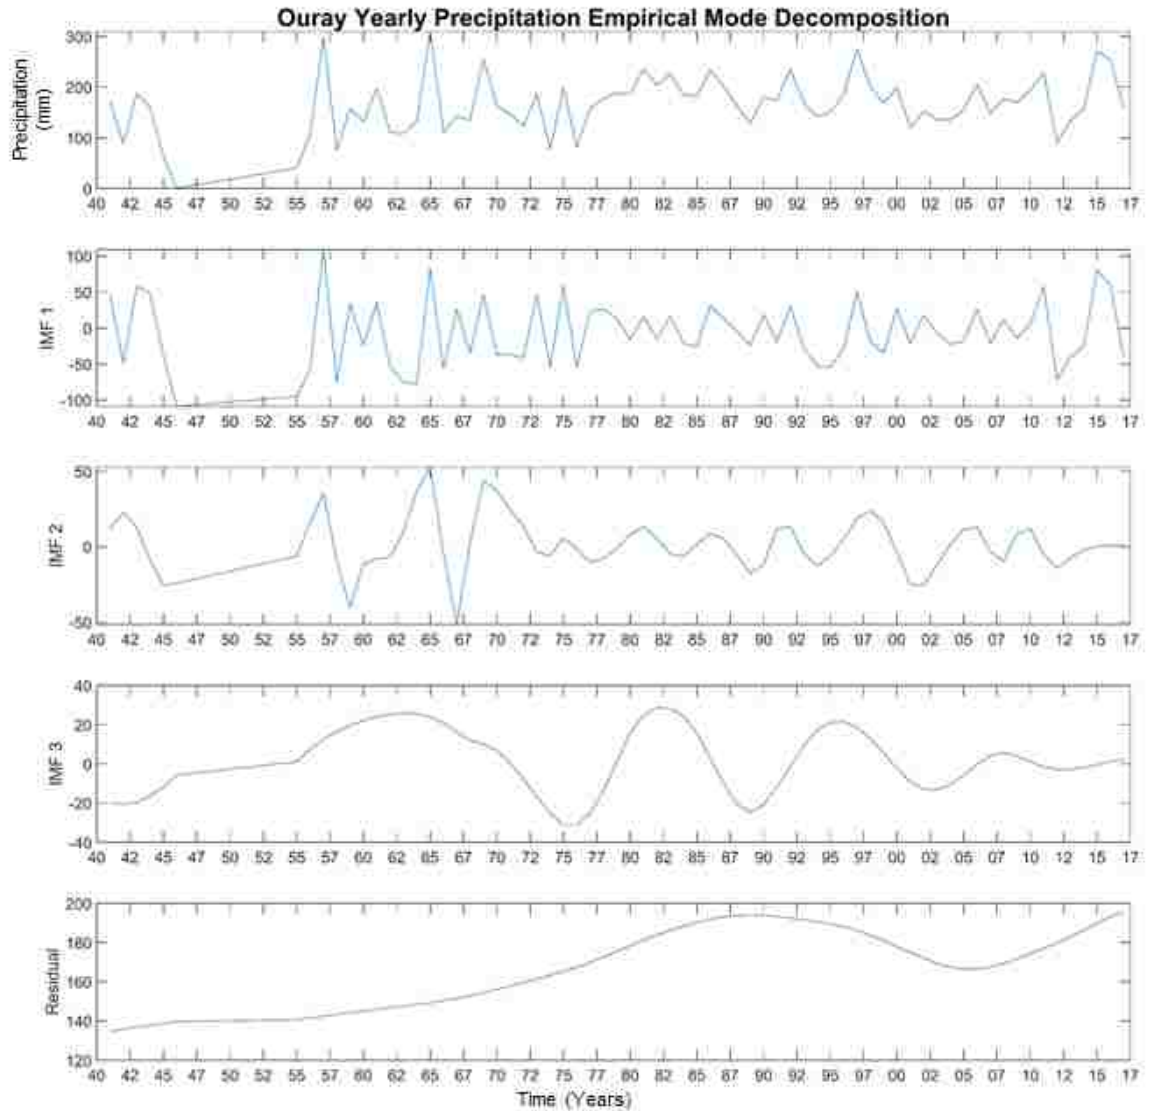 Ouray Yearly Precipitation Empirical Mode Decomposition
Precipitation
(mm)
300
200
100
0
40 42 45 47 50 52 55 57 60 62 65 67 70 72 75 77 80 82 85 87 90 92 95 97 00 02 05 07 10 12 15 17
IMF 1
100
50
0
-50
-100
40 42 45 47 50 52 55 57 60 62 65 67 70 72 75 77 80 82 85 87 90 92 95 97 00 02 05 07 10 12 15 17
IMF 2
50
0
-50
40 42 45 47 50 52 55 57 60 62 65 67 70 72 75 77 80 82 85 87 90 92 95 97 00 02 05 07 10 12 15 17
IMF 3
40
20
0
-20
-40
40 42 45 47 50 52 55 57 60 62 65 67 70 72 75 77 80 82 85 87 90 92 95 97 00 02 05 07 10 12 15 17
Residual
200
180
160
140
120
40 42 45 47 50 52 55 57 60 62 65 67 70 72 75 77 80 82 85 87 90 92 95 97 00 02 05 07 10 12 15 17
Time (Years)